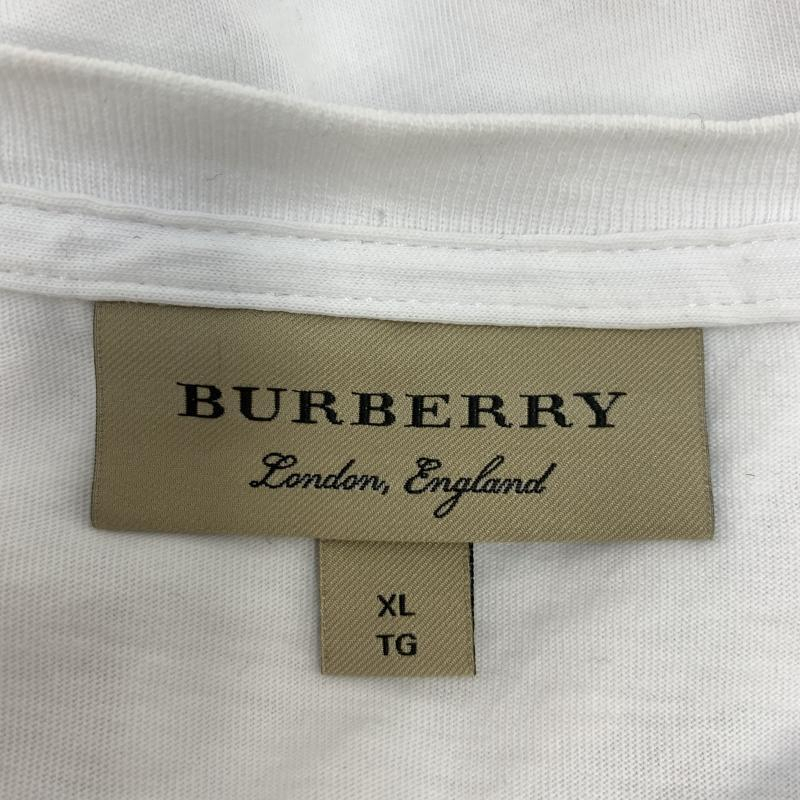 BURBERRY
London, England
XL
TG